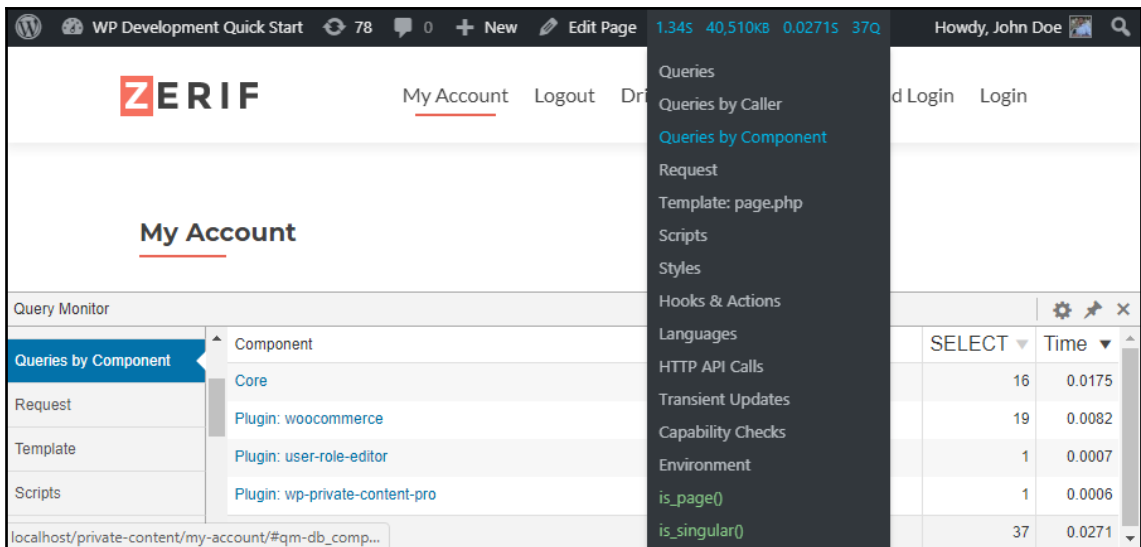 WP Development Quick Start 78 0 New Edit Page 1.34S 40,510KB 0.0271S 37Q Howdy, John Doe
ZERIF My Account Logout Dri d Login Login
Queries
Queries by Caller
Queries by Component
Request
Template: page.php
Scripts
Styles
Hooks & Actions
Languages
HTTP API Calls
Transient Updates
Capability Checks
Environment
is_page()
is_singular()
My Account
Query Monitor
Queries by Component
Request
Template
Scripts
Component SELECT Time
Core 16 0.0175
Plugin: woocommerce 19 0.0082
Plugin: user-role-editor 1 0.0007
Plugin: wp-private-content-pro 1 0.0006
37 0.0271
localhost/private-content/my-account/#qm-db_comp...